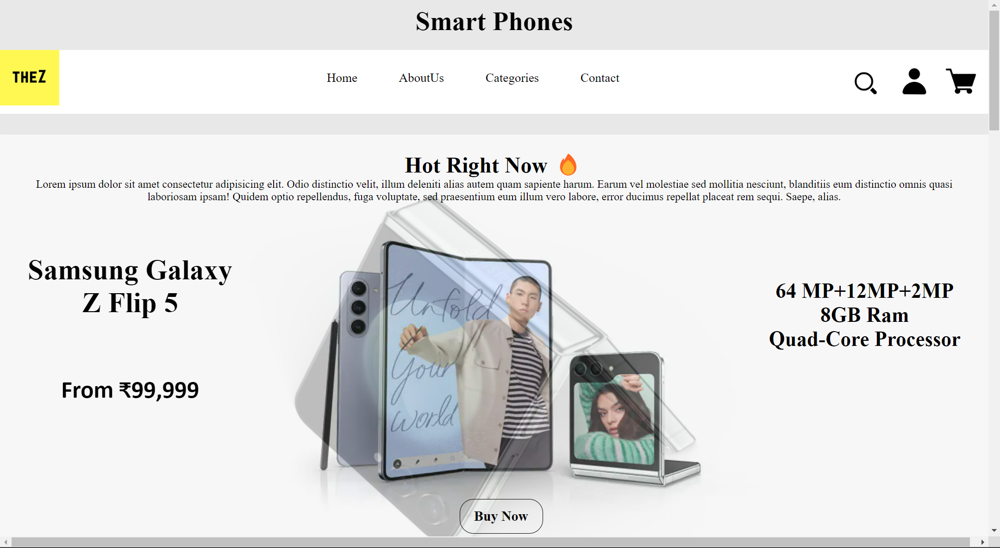 Smart Phones
THEZ
Home AboutUs Categories Contact
Hot Right Now 🔥
Lorem ipsum dolor sit amet consectetur adipisicing elit. Odio distinctio velit, illum deleniti alias autem quam sapiente harum. Earum vel molestiae sed mollitia nesciunt, blanditiis eum distinctio omnis quasi
laboriosam ipsam! Quidem optio repellendus, fuga voluptate, sed praesentium eum illum vero labore, error ducimus repellat placeat rem sequi. Saepe, alias.
Samsung Galaxy
Z Flip 5
From ₹99,999
Unfold
Your
World
64 MP+12MP+2MP
8GB Ram
Quad-Core Processor
Buy Now